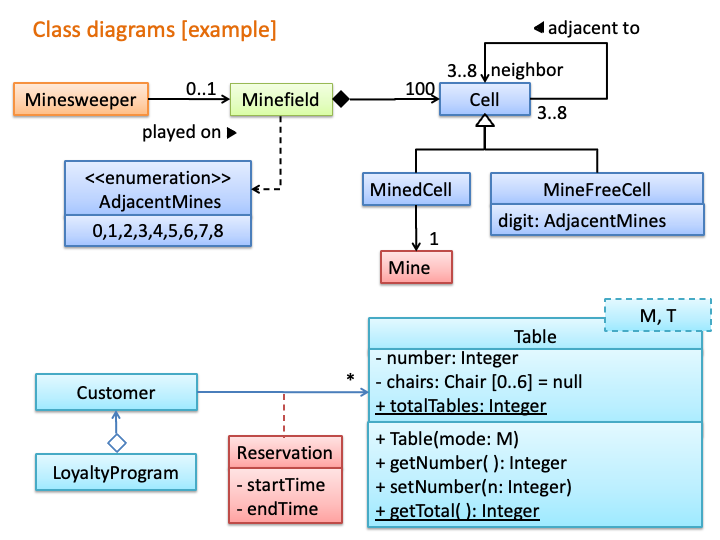 Class diagrams [example]
◀ adjacent to
3..8 neighbor
Minesweeper
0..1
Minefield
100
Cell
3..8
played on ▶
<<enumeration>>
AdjacentMines
0,1,2,3,4,5,6,7,8
MinedCell
MineFreeCell
digit: AdjacentMines
1
Mine
M, T
Table
- number: Integer
- chairs: Chair [0..6] = null
+ totalTables: Integer
+ Table(mode: M)
+ getNumber( ): Integer
+ setNumber(n: Integer)
+ getTotal( ): Integer
Customer
*
LoyaltyProgram
Reservation
- startTime
- endTime